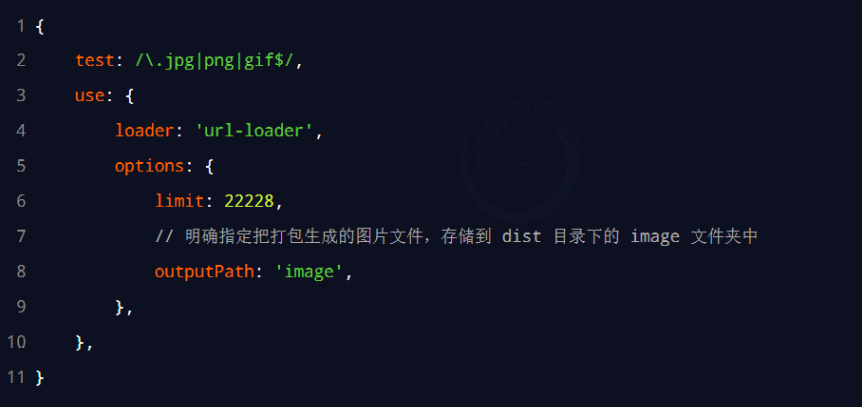 1 {
2     test: /\.jpg|png|gif$/,
3     use: {
4         loader: 'url-loader',
5         options: {
6             limit: 22228,
7             // 明确指定把打包生成的图片文件，存储到 dist 目录下的 image 文件夹中
8             outputPath: 'image',
9         },
10     },
11 }